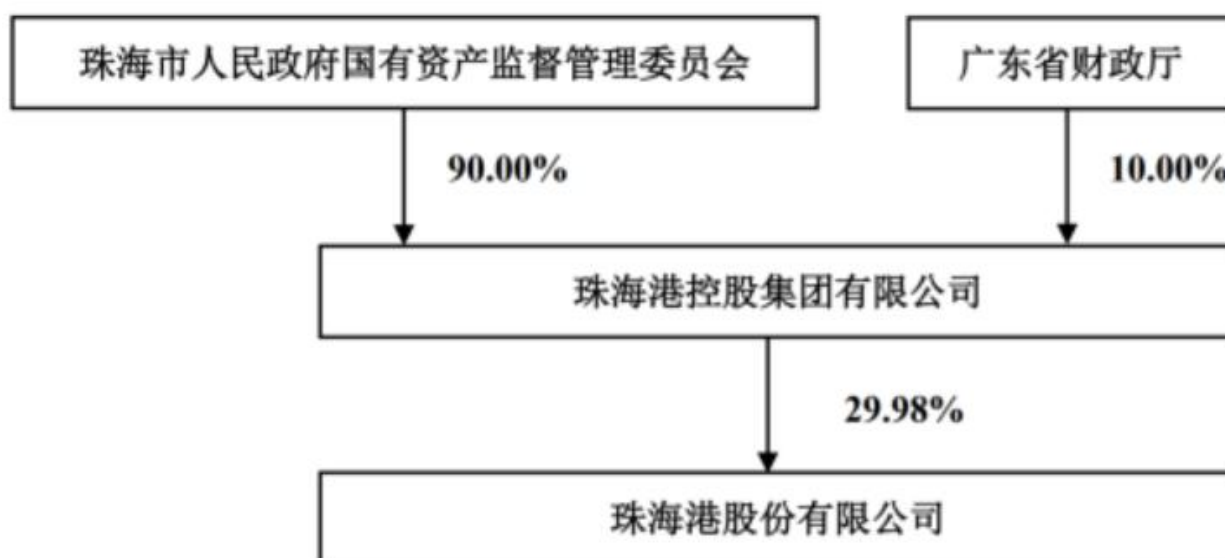 珠海市人民政府国有资产监督管理委员会
广东省财政厅
90.00%
10.00%
珠海港控股集团有限公司
29.98%
珠海港股份有限公司